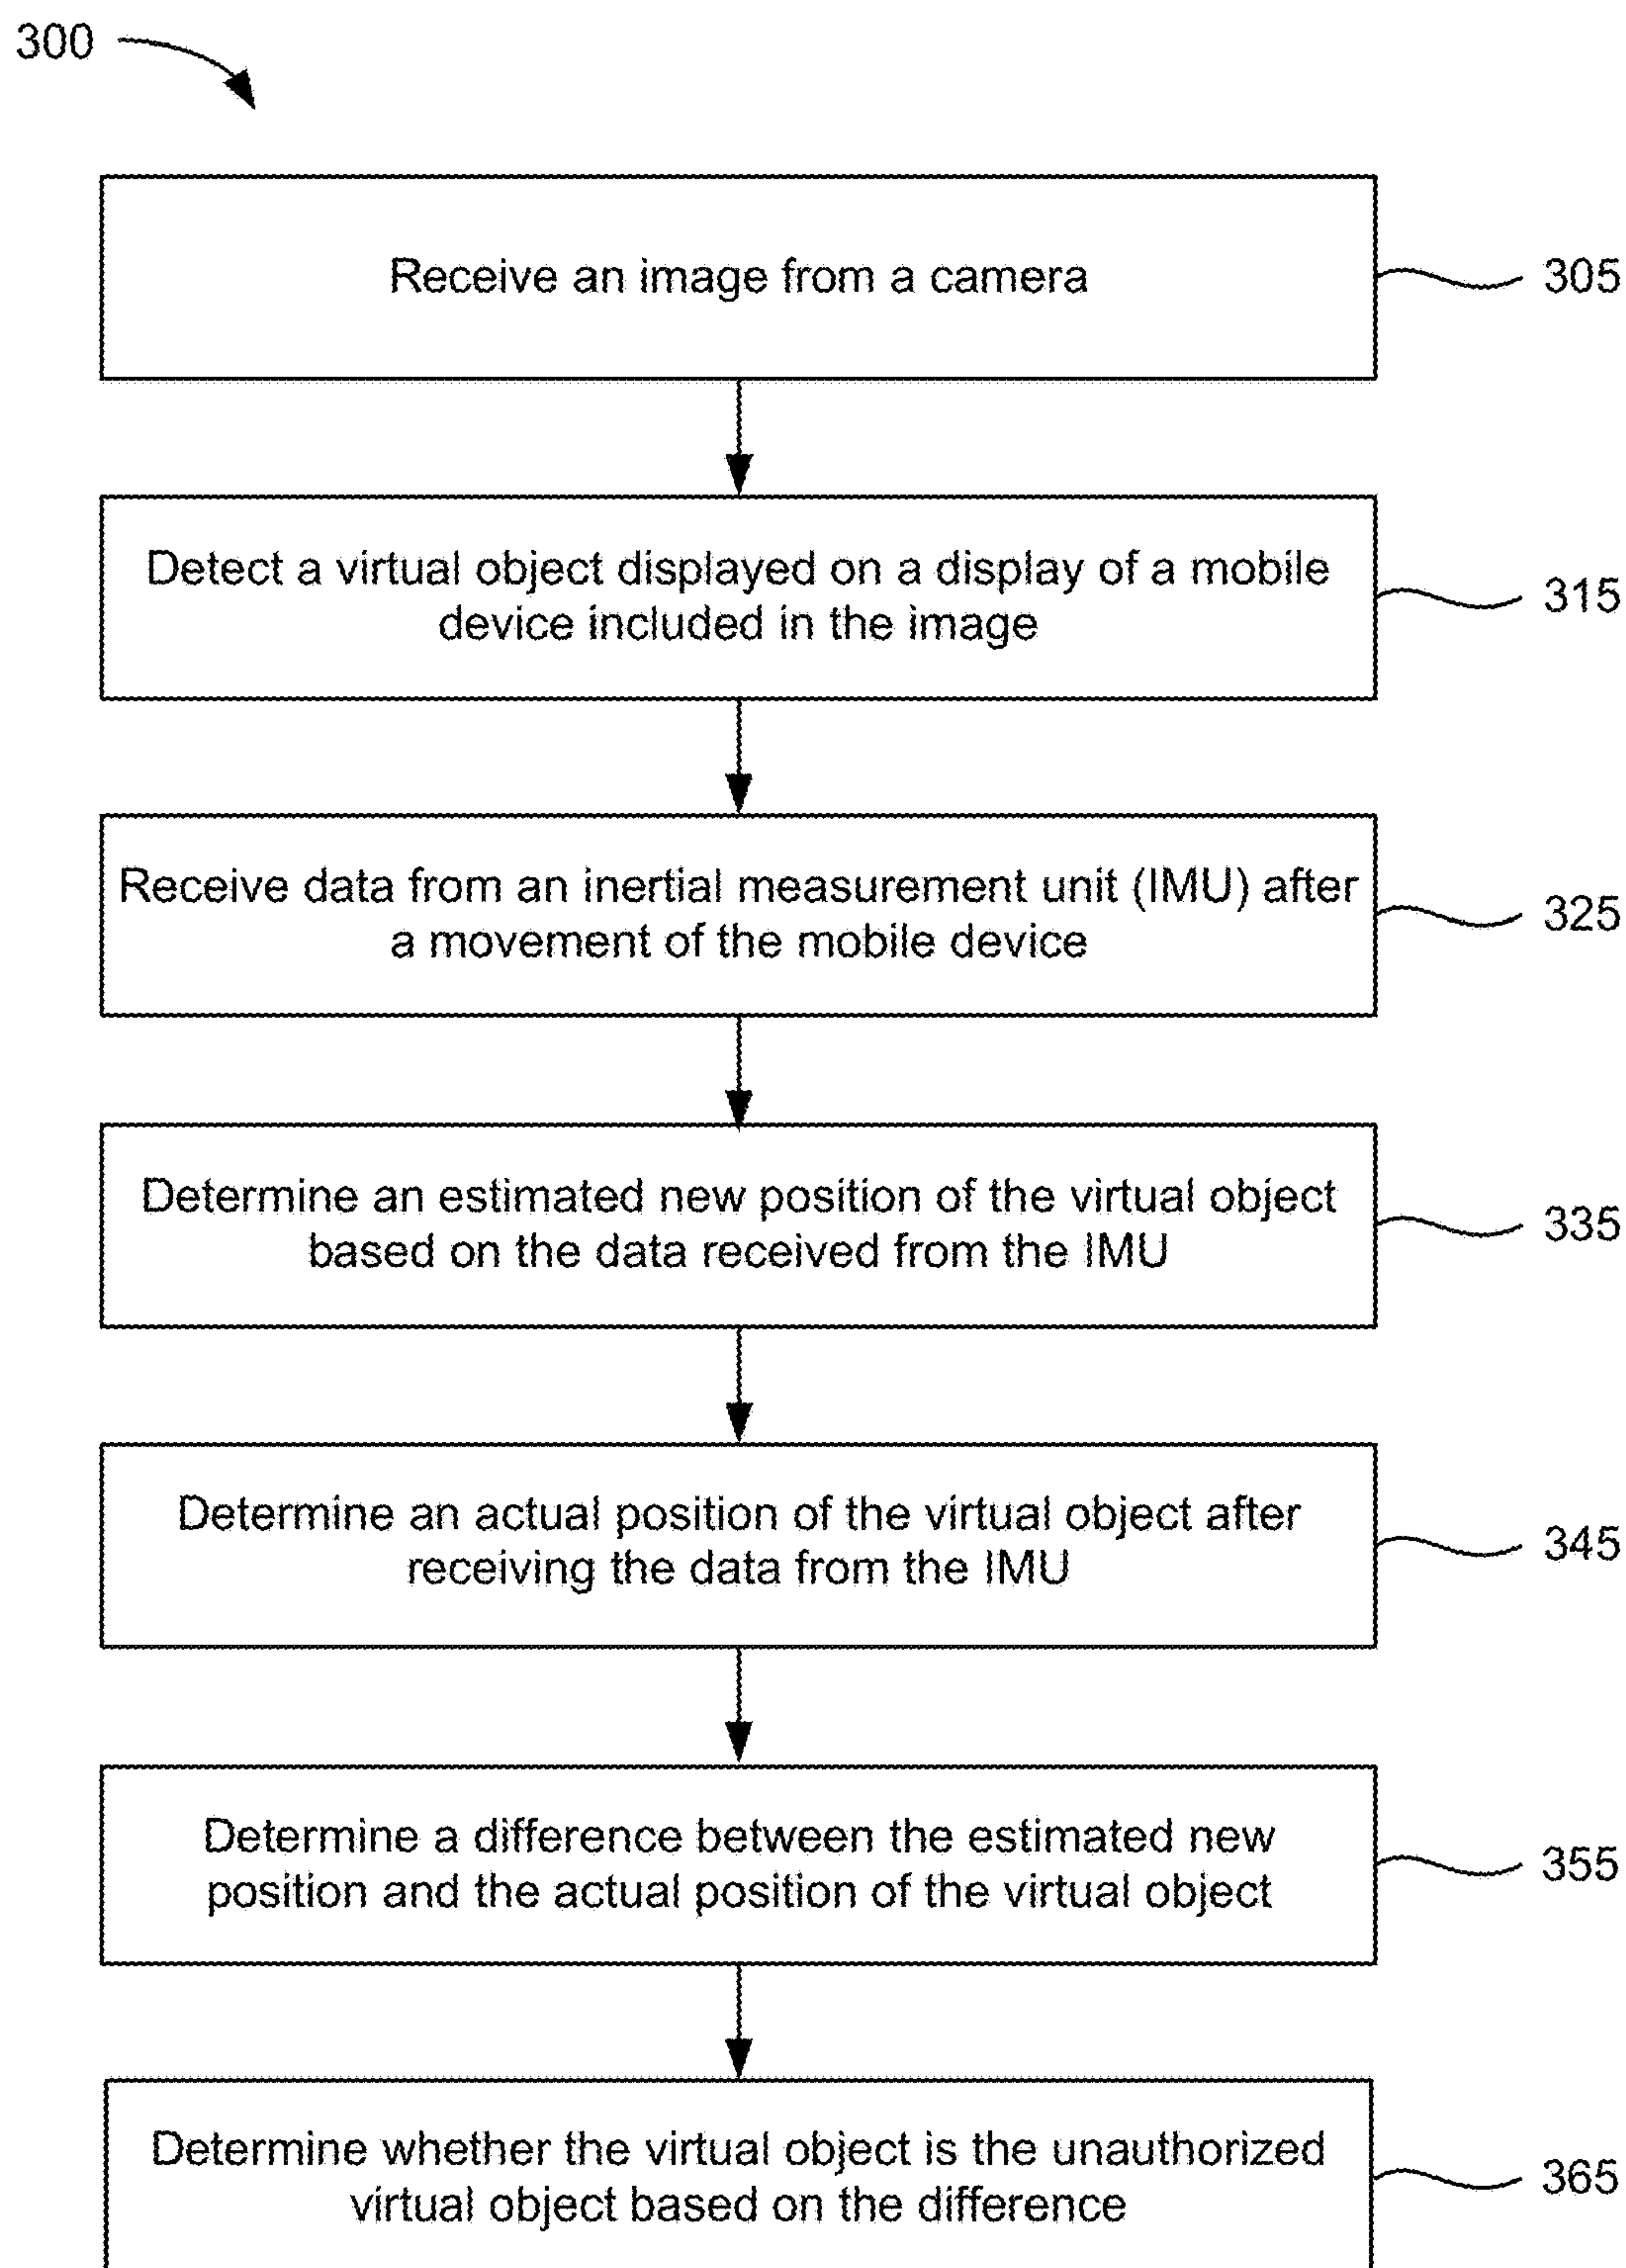 300
Receive an image from a camera
305
Detect a virtual object displayed on a display of a mobile
device included in the image
315
Receive data from an inertial measurement unit (IMU) after
a movement of the mobile device
325
Determine an estimated new position of the virtual object
based on the data received from the IMU
335
Determine an actual position of the virtual object after
receiving the data from the IMU
345
Determine a difference between the estimated new
position and the actual position of the virtual object
355
Determine whether the virtual object is the unauthorized
virtual object based on the difference
365